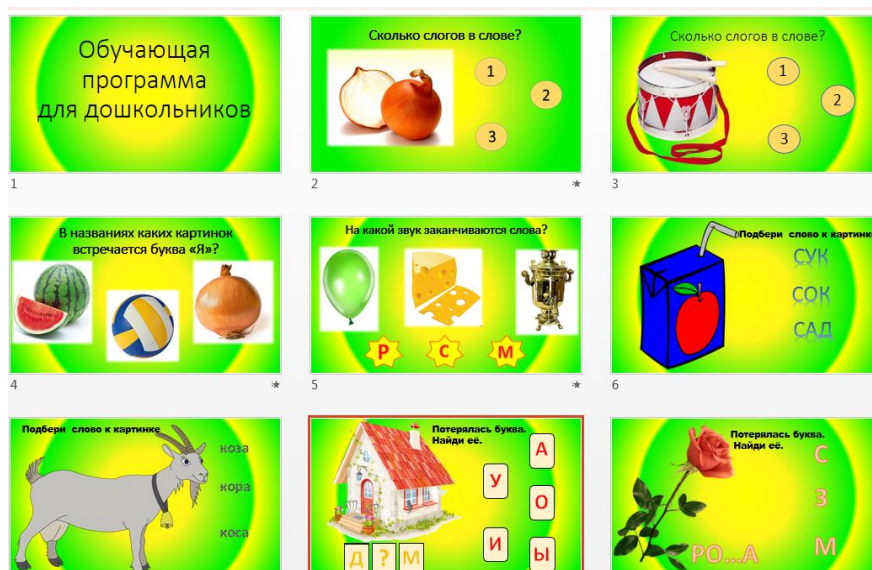 Обучающая
программа
для дошкольников
1
Сколько слогов в слове?
1
2
3
2
Сколько слогов в слове?
1
2
3
3
В названиях каких картинок
встречается буква «Я»?
4
На какой звук заканчиваются слова?
Р С М
5
Подбери слово к картинке
СУК
СОК
САД
6
Подбери слово к картинке
коза
кора
коса
Потерялась буква.
Найди её.
А
У
О
И
Ы
Д ? М
Потерялась буква.
Найди её.
С
З
М
РО...А